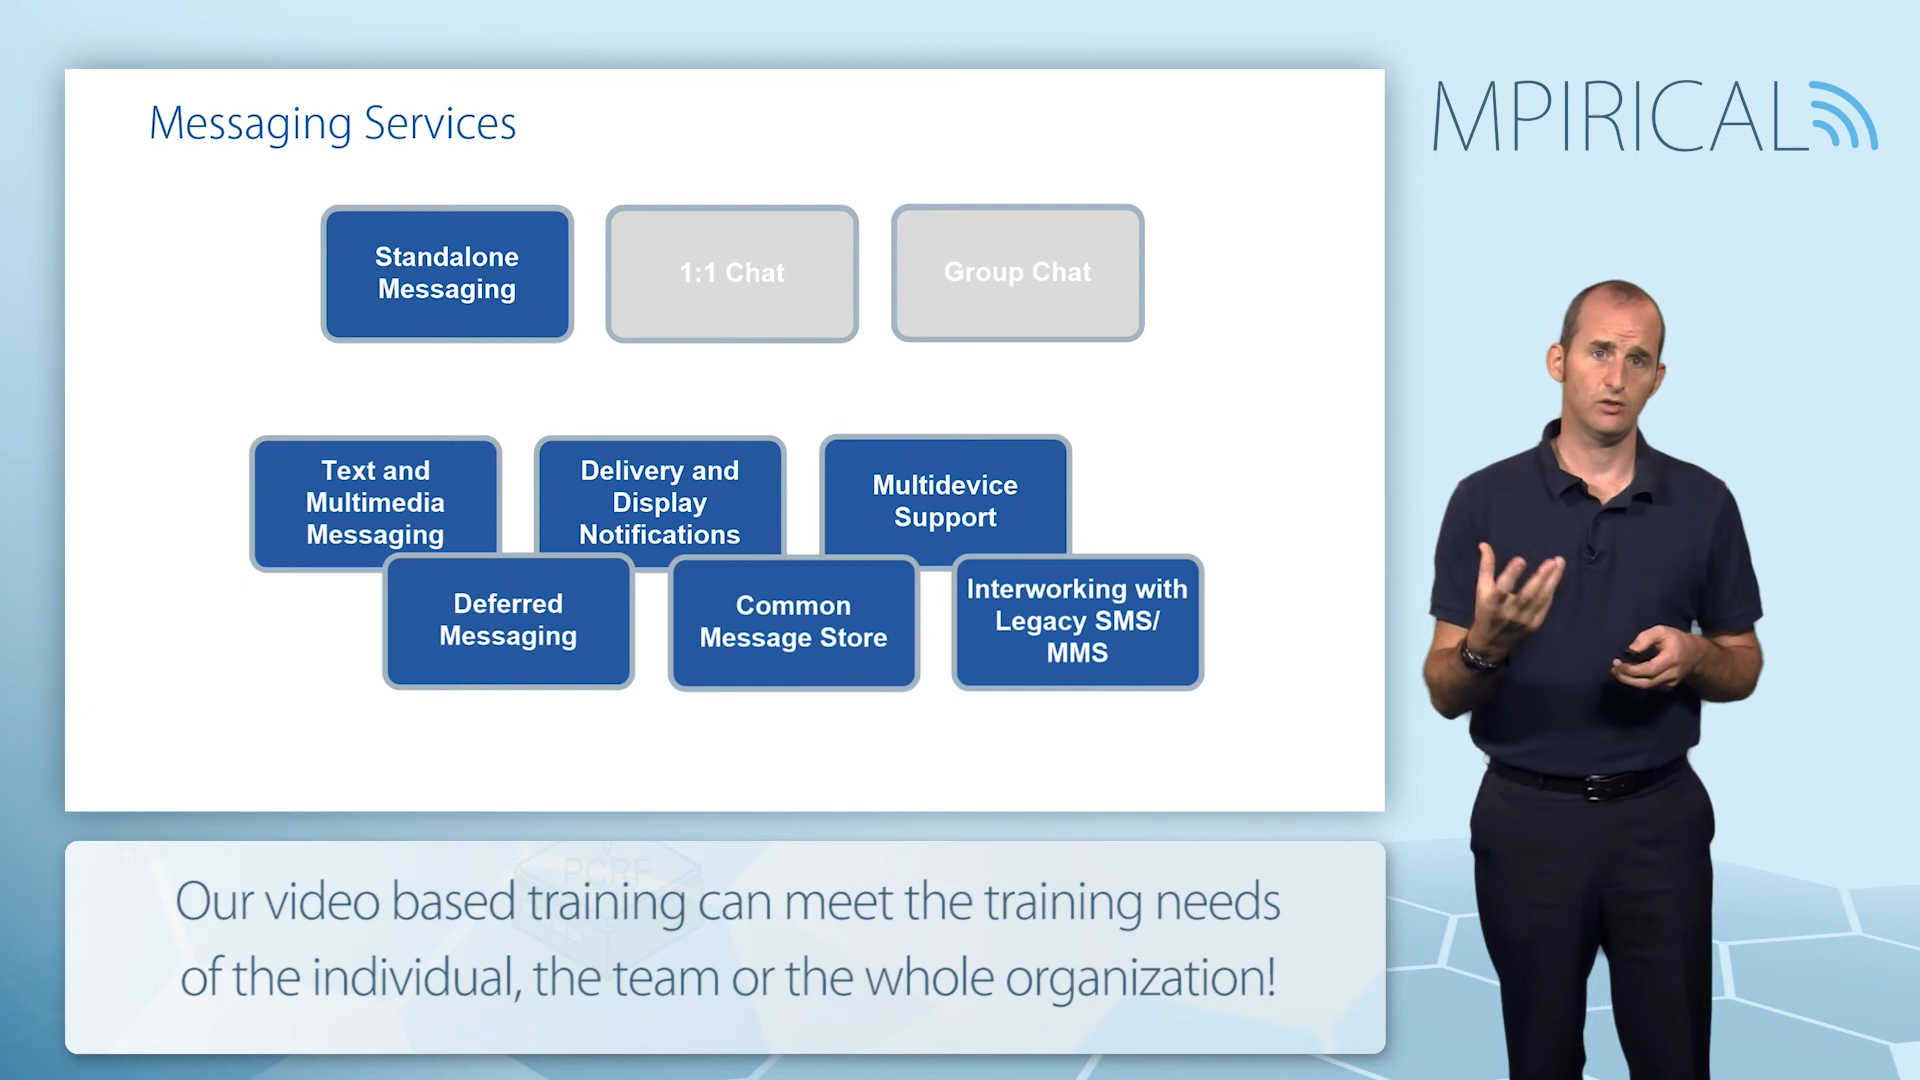 Messaging Services
MPIRICAL
Standalone
Messaging
1:1 Chat
Group Chat
Text and
Multimedia
Messaging
Delivery and
Display
Notifications
Multidevice
Support
Deferred
Messaging
Common
Message Store
Interworking with
Legacy SMS/
MMS
PCRF
Our video based training can meet the training needs
of the individual, the team or the whole organization!